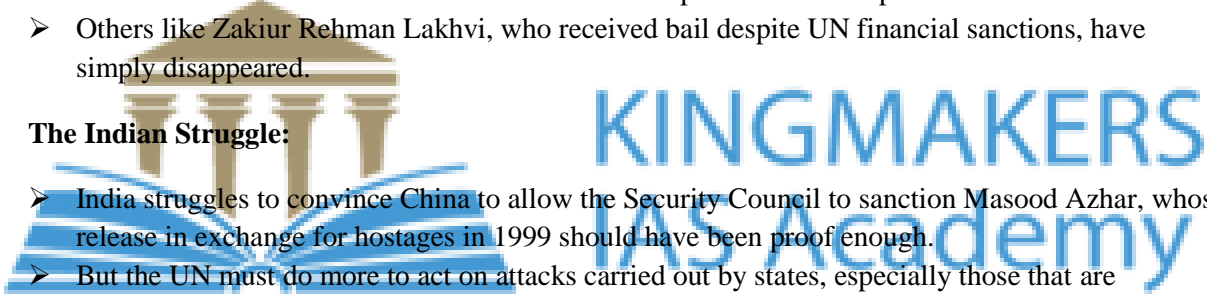 ➢ Others like Zakiur Rehman Lakhvi, who received bail despite UN financial sanctions, have
simply disappeared.
The Indian Struggle:
KINGMAKERS
IAS Academy
➢ India struggles to convince China to allow the Security Council to sanction Masood Azhar, whos
release in exchange for hostages in 1999 should have been proof enough.
➢ But the UN must do more to act on attacks carried out by states, especially those that are